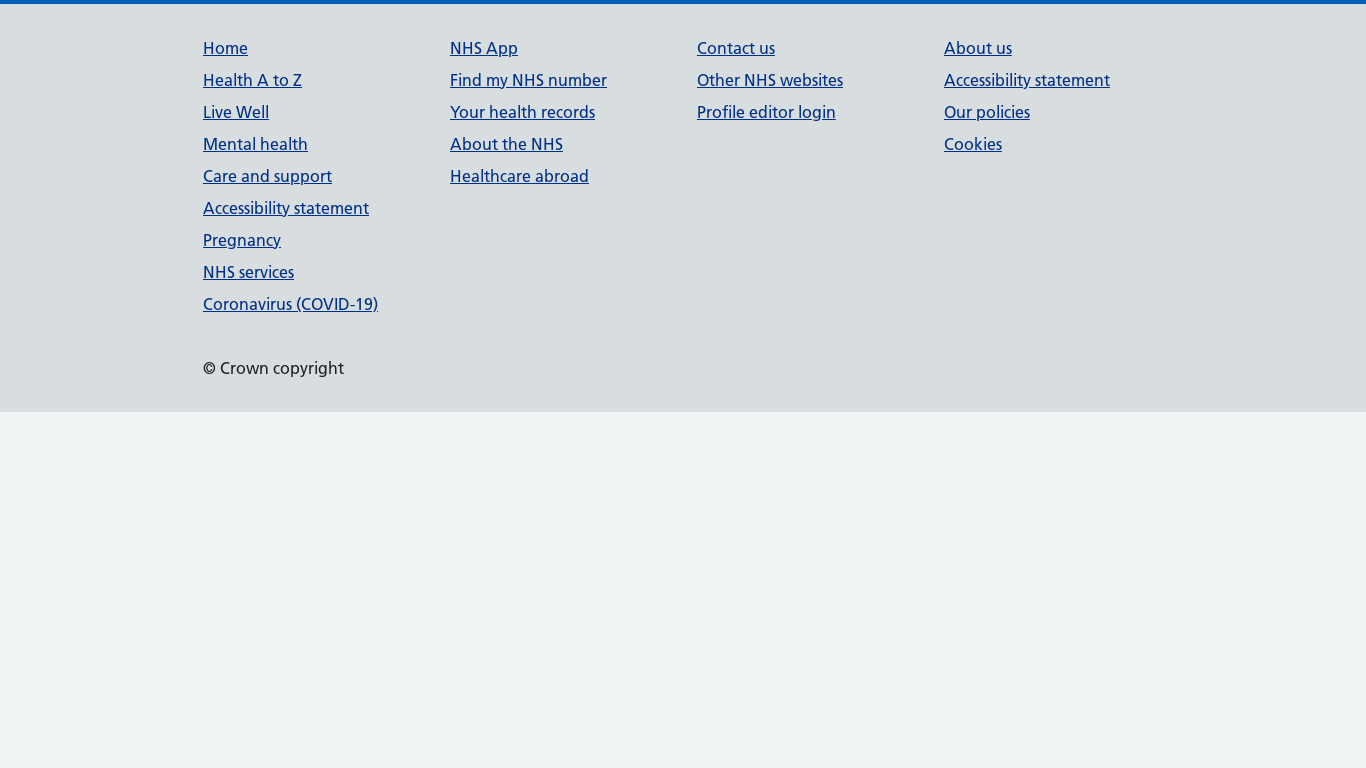 Home
Health A to Z
Live Well
Mental health
Care and support
Accessibility statement
Pregnancy
NHS services
Coronavirus (COVID-19)
NHS App
Find my NHS number
Your health records
About the NHS
Healthcare abroad
Contact us
Other NHS websites
Profile editor login
About us
Accessibility statement
Our policies
Cookies
© Crown copyright